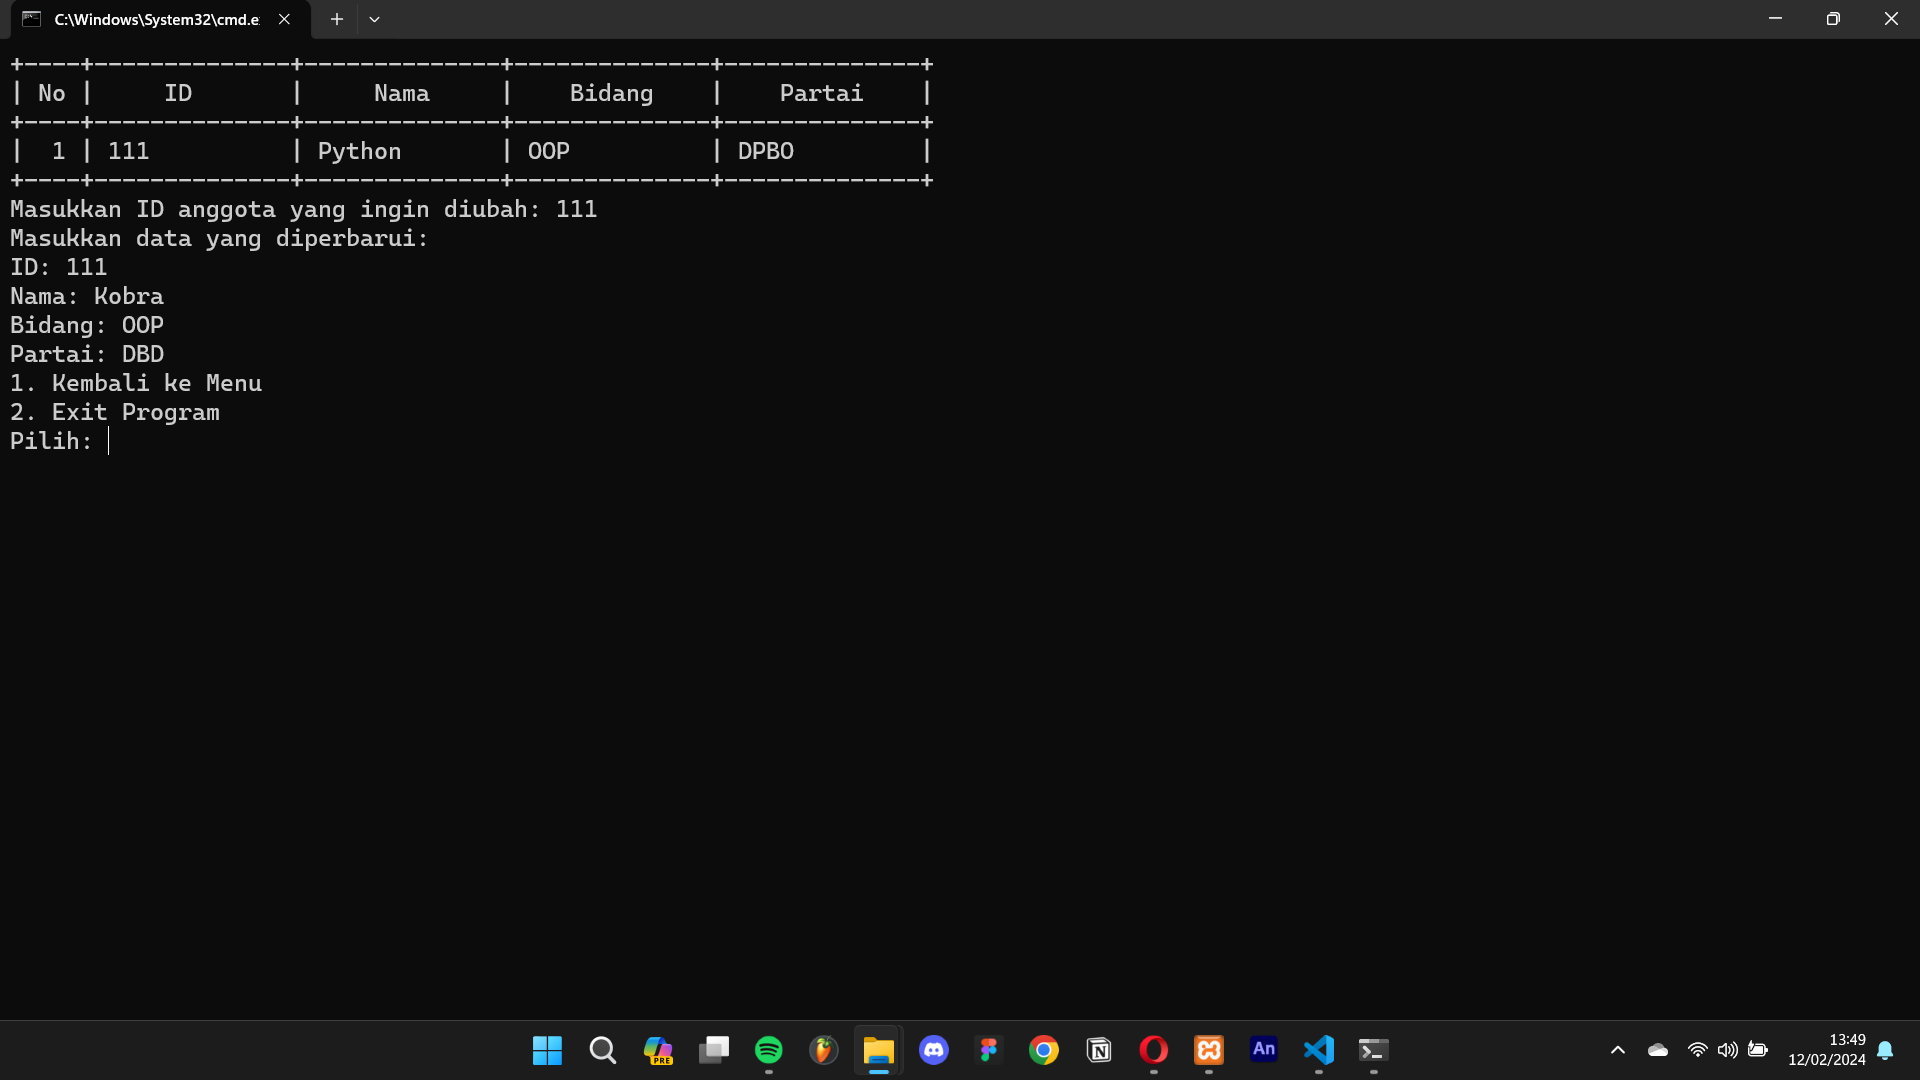 C:\Windows\System32\cmd.e
+----+--------------+--------------+--------------+--------------+
| No |     ID       |     Nama     |    Bidang    |    Partai    |
+----+--------------+--------------+--------------+--------------+
|  1 | 111          | Python       | OOP          | DPBO         |
+----+--------------+--------------+--------------+--------------+
Masukkan ID anggota yang ingin diubah: 111
Masukkan data yang diperbarui:
ID: 111
Nama: Kobra
Bidang: OOP
Partai: DBD
1. Kembali ke Menu
2. Exit Program
Pilih:
PRE
An
13:49
12/02/2024